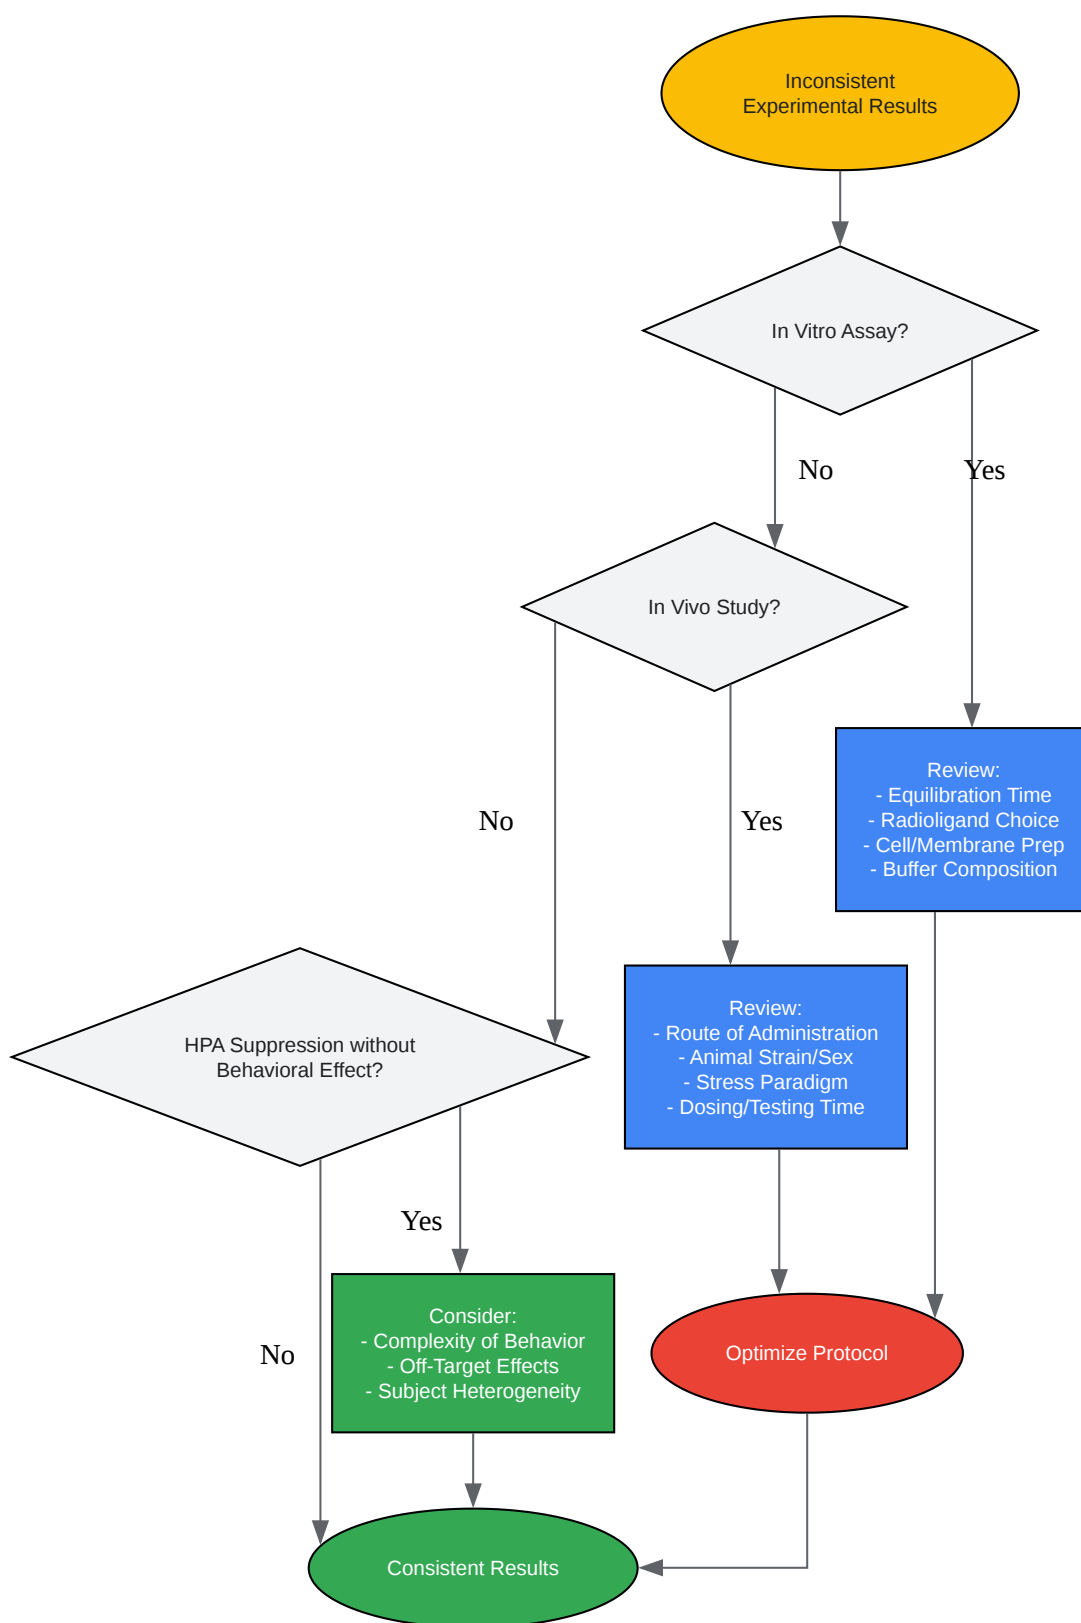 Inconsistent
Experimental Results
In Vitro Assay?
No
Yes
In Vivo Study?
No
Yes
Review:
- Equilibration Time
- Radioligand Choice
- Cell/Membrane Prep
- Buffer Composition
Review:
- Route of Administration
- Animal Strain/Sex
- Stress Paradigm
- Dosing/Testing Time
HPA Suppression without
Behavioral Effect?
Yes
No
Consider:
- Complexity of Behavior
- Off-Target Effects
- Subject Heterogeneity
Optimize Protocol
Consistent Results